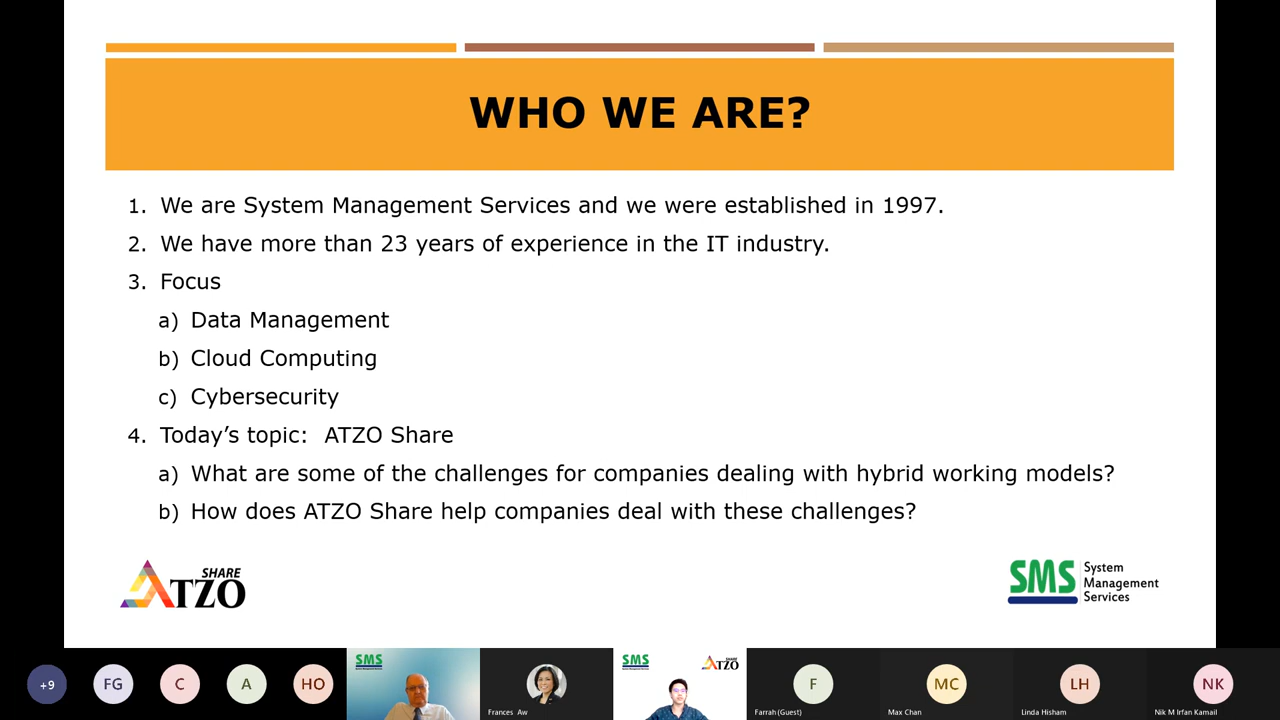 WHO WE ARE?
1. We are System Management Services and we were established in 1997.
2. We have more than 23 years of experience in the IT industry.
3. Focus
a) Data Management
b) Cloud Computing
c) Cybersecurity
4. Today's topic: ATZO Share
a) What are some of the challenges for companies dealing with hybrid working models?
b) How does ATZO Share help companies deal with these challenges?
SHARE
ATZO
SMS
System
Management
Services
+9
FG
C
A
HO
SMS
Frances Aw
SMS
ATZO
F
Farrah (Guest)
MC
Max Chan
LH
Linda Hisham
NK
Nik M Irfan Kamail